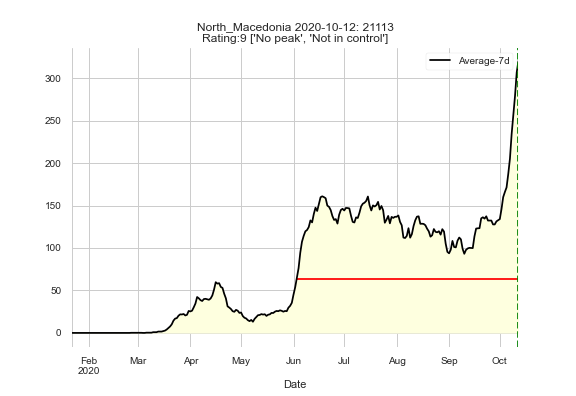 North_Macedonia 2020-10-12: 21113
Rating:9 ['No peak', 'Not in control']
Average-7d
300
250
200
150
100
50
0
Feb
2020
Mar
Apr
May
Jun
Jul
Aug
Sep
Oct
Date